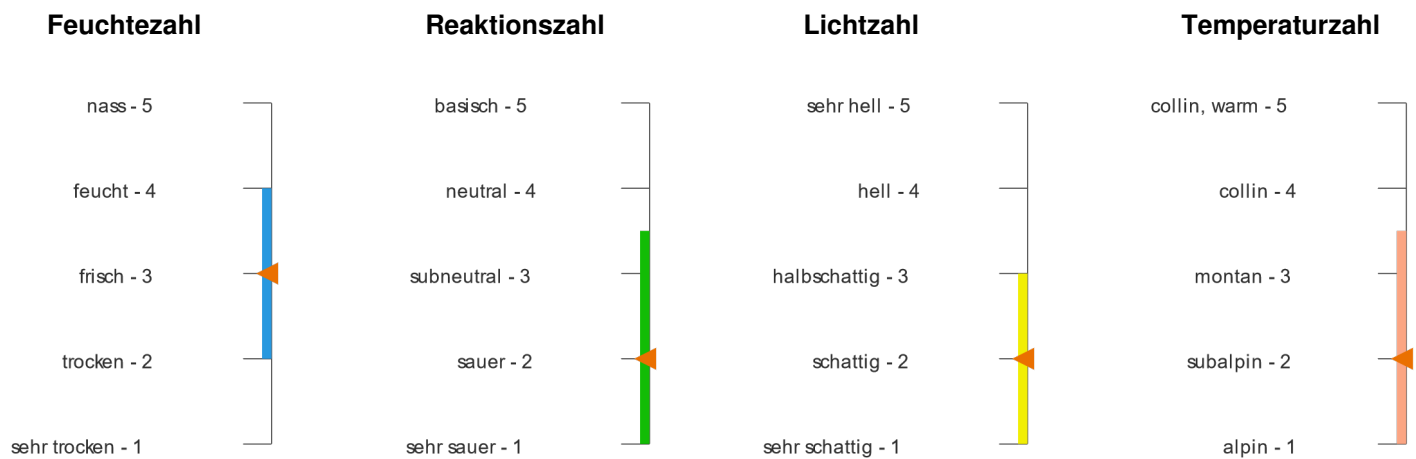 Feuchtezahl
nass - 5
feucht - 4
frisch - 3
trocken - 2
sehr trocken - 1
Reaktionszahl
basisch - 5
neutral - 4
subneutral - 3
sauer - 2
sehr sauer - 1
Lichtzahl
sehr hell - 5
hell - 4
halbschattig - 3
schattig - 2
sehr schattig - 1
Temperaturzahl
collin, warm - 5
collin - 4
montan - 3
subalpin - 2
alpin - 1